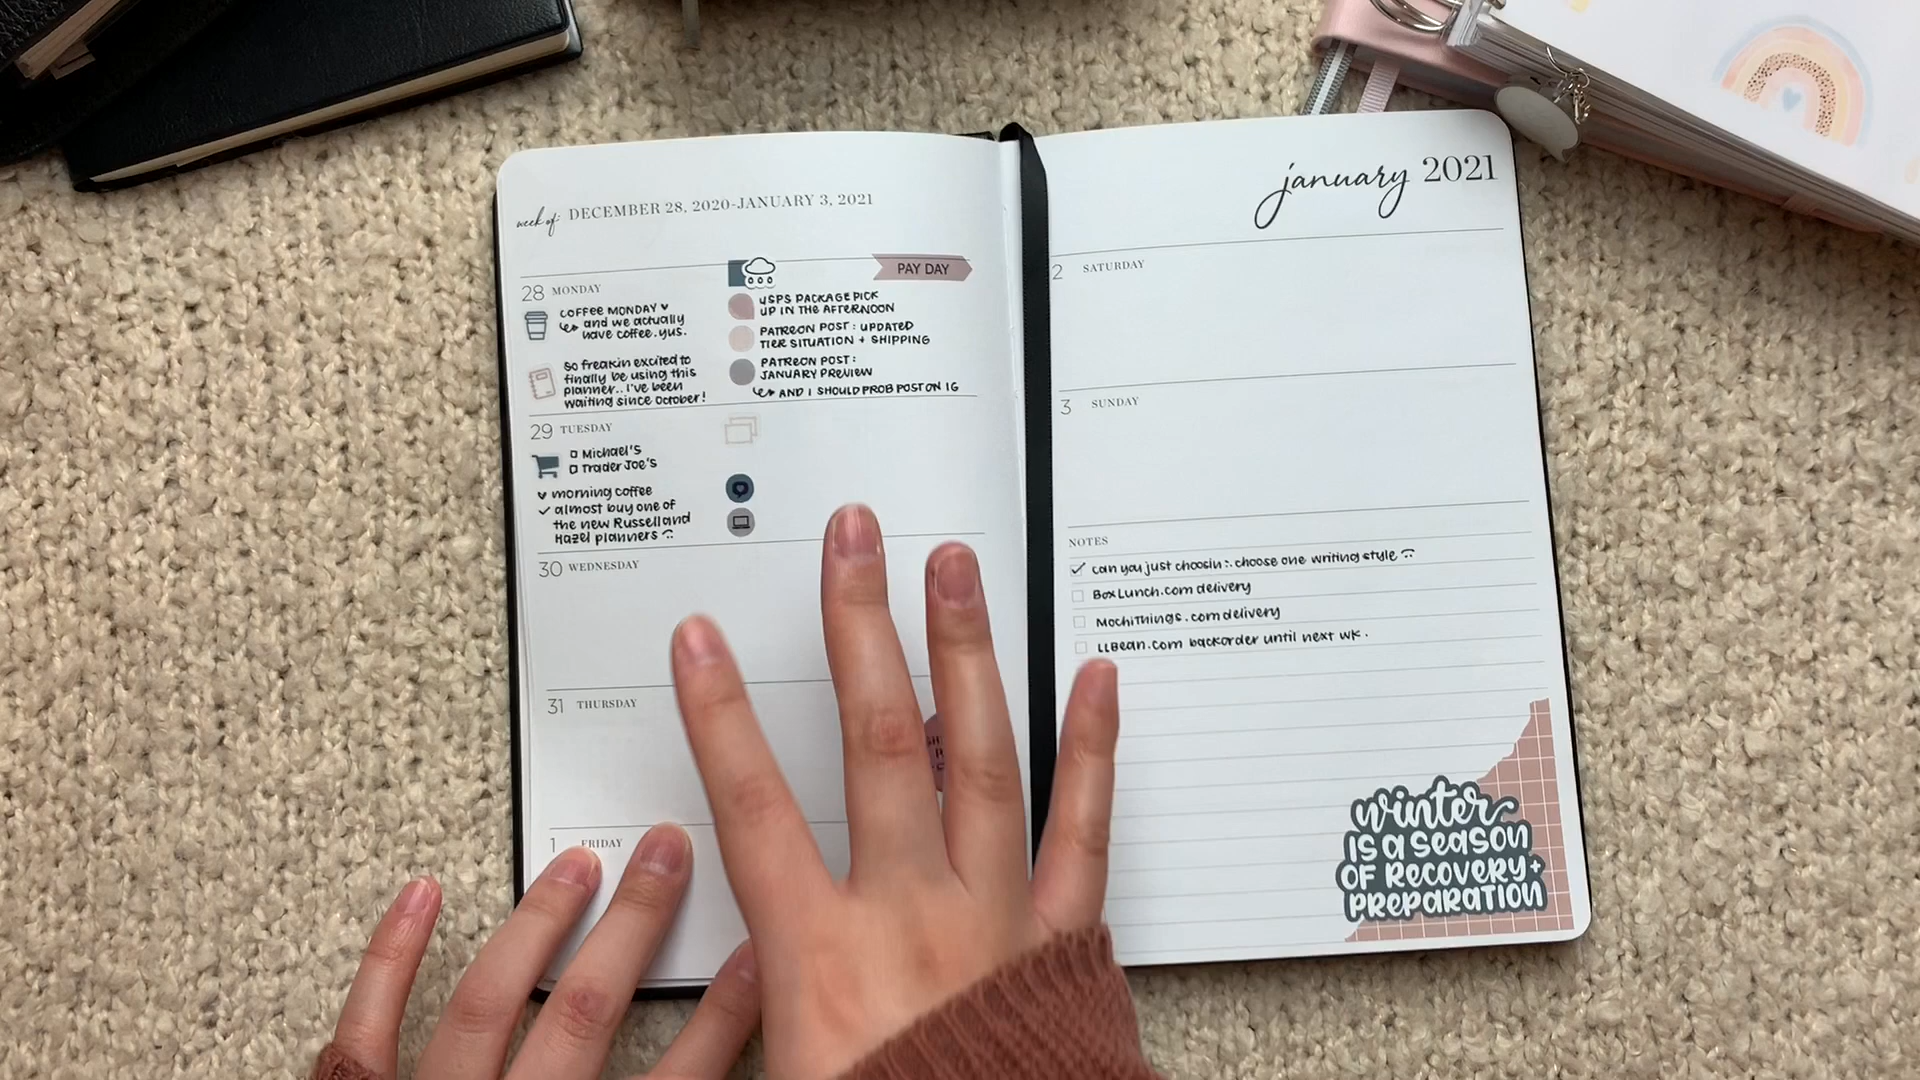 week of: DECEMBER 28, 2020-JANUARY 3, 2021
28 MONDAY
COFFEE MONDAY
and we actually
have coffee. yus.
So freakin excited to
finally be using this
planner.. I've been
waiting since October!
PAY DAY
USPS PACKAGE PICK
UP IN THE AFTERNOON
PATREON POST: UPDATED
TIER SITUATION + SHIPPING
PATREON POST:
JANUARY PREVIEW
AND I SHOULD PROB POST ON IG
29 TUESDAY
Michael's
Trader Joe's
morning coffee
almost buy one of
the new Russell and
Hazel planners
30 WEDNESDAY
31 THURSDAY
1 FRIDAY
january 2021
2 SATURDAY
3 SUNDAY
NOTES
can you just choosin:. choose one writing style
BoxLunch.com delivery
MochiThings.com delivery
LLBean.com backorder until next wk.
winter
IS a season
OF Recovery+
PREPARATION